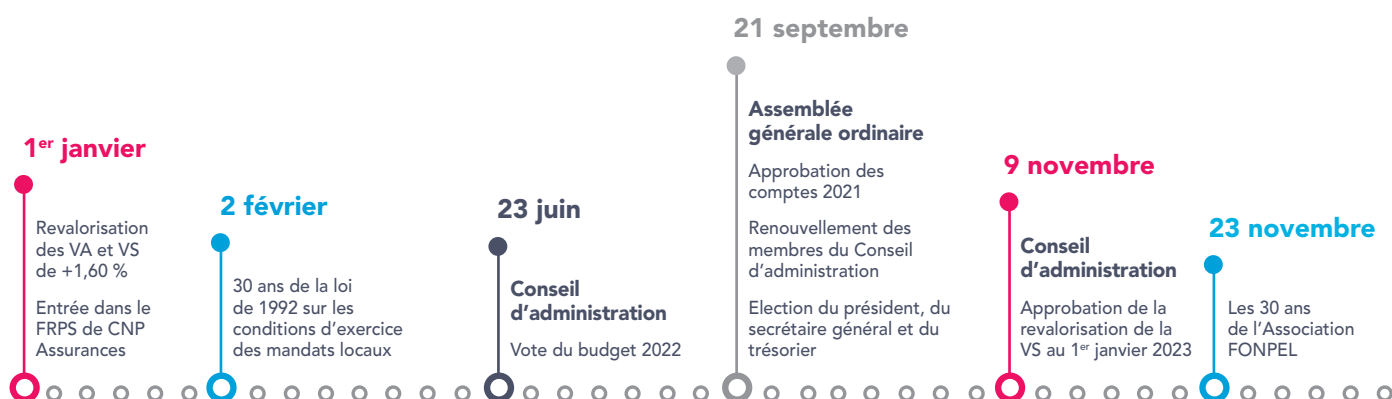 1er janvier
Revalorisation
des VA et VS
de +1,60 %
Entrée dans le
FRPS de CNP
Assurances
2 février
30 ans de la loi
de 1992 sur les
conditions d’exercice
des mandats locaux
23 juin
Conseil
d’administration
Vote du budget 2022
21 septembre
Assemblée
générale ordinaire
Approbation des
comptes 2021
Renouvellement des
membres du Conseil
d’administration
Election du président, du
secrétaire général et du
trésorier
9 novembre
Conseil
d’administration
Approbation de la
revalorisation de la
VS au 1er janvier 2023
23 novembre
Les 30 ans
de l’Association
FONPEL